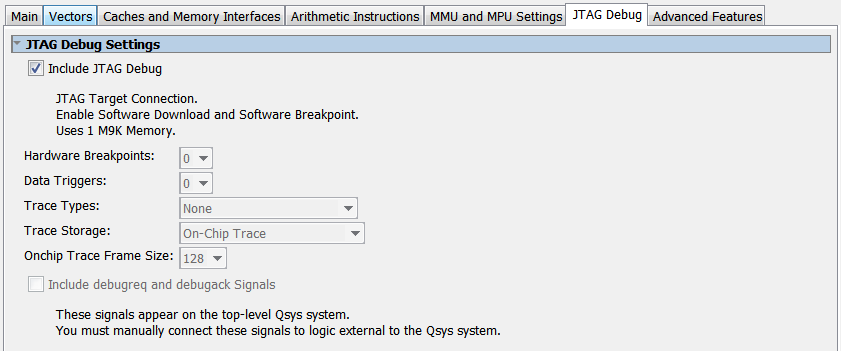 Main Vectors Caches and Memory Interfaces Arithmetic Instructions MMU and MPU Settings JTAG Debug Advanced Features
JTAG Debug Settings
Include JTAG Debug
JTAG Target Connection.
Enable Software Download and Software Breakpoint.
Uses 1 M9K Memory.
Hardware Breakpoints: 0
Data Triggers: 0
Trace Types: None
Trace Storage: On-Chip Trace
Onchip Trace Frame Size: 128
Include debugreq and debugack Signals
These signals appear on the top-level Qsys system.
You must manually connect these signals to logic external to the Qsys system.